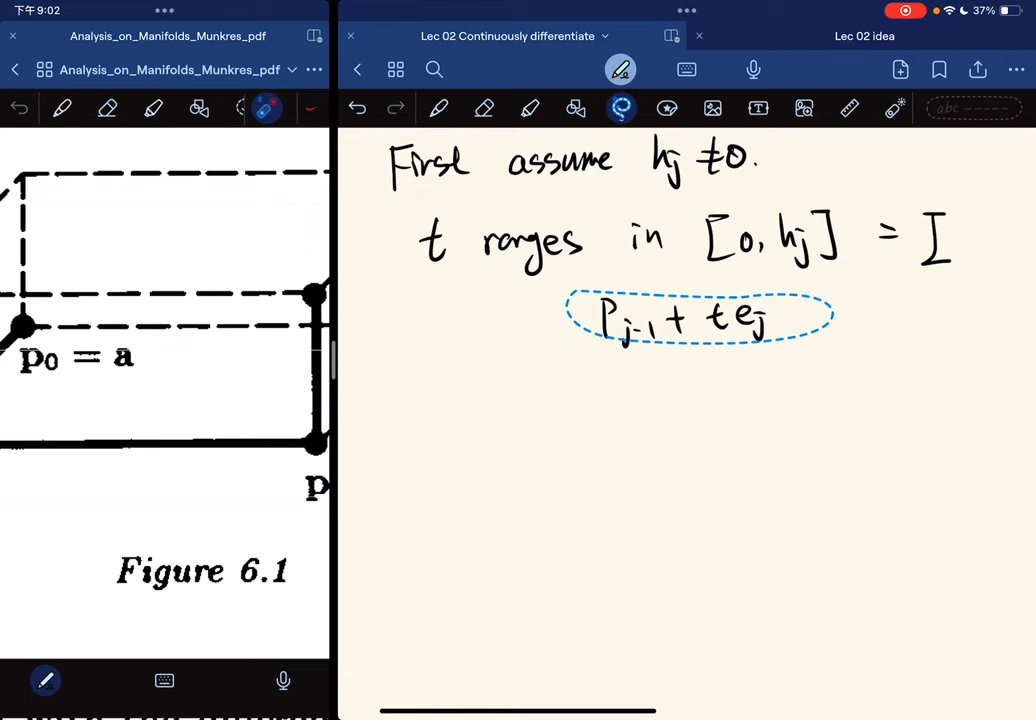 下午9:02
37%
Analysis_on_Manifolds_Munkres_pdf
Lec 02 Continuously differentiate
Lec 02 idea
Analysis_on_Manifolds_Munkres_pdf
abc
First assume hj ≠0.
t ranges in [0, hj] = I
Pj-1 + t ej
p₀ = a
p
Figure 6.1